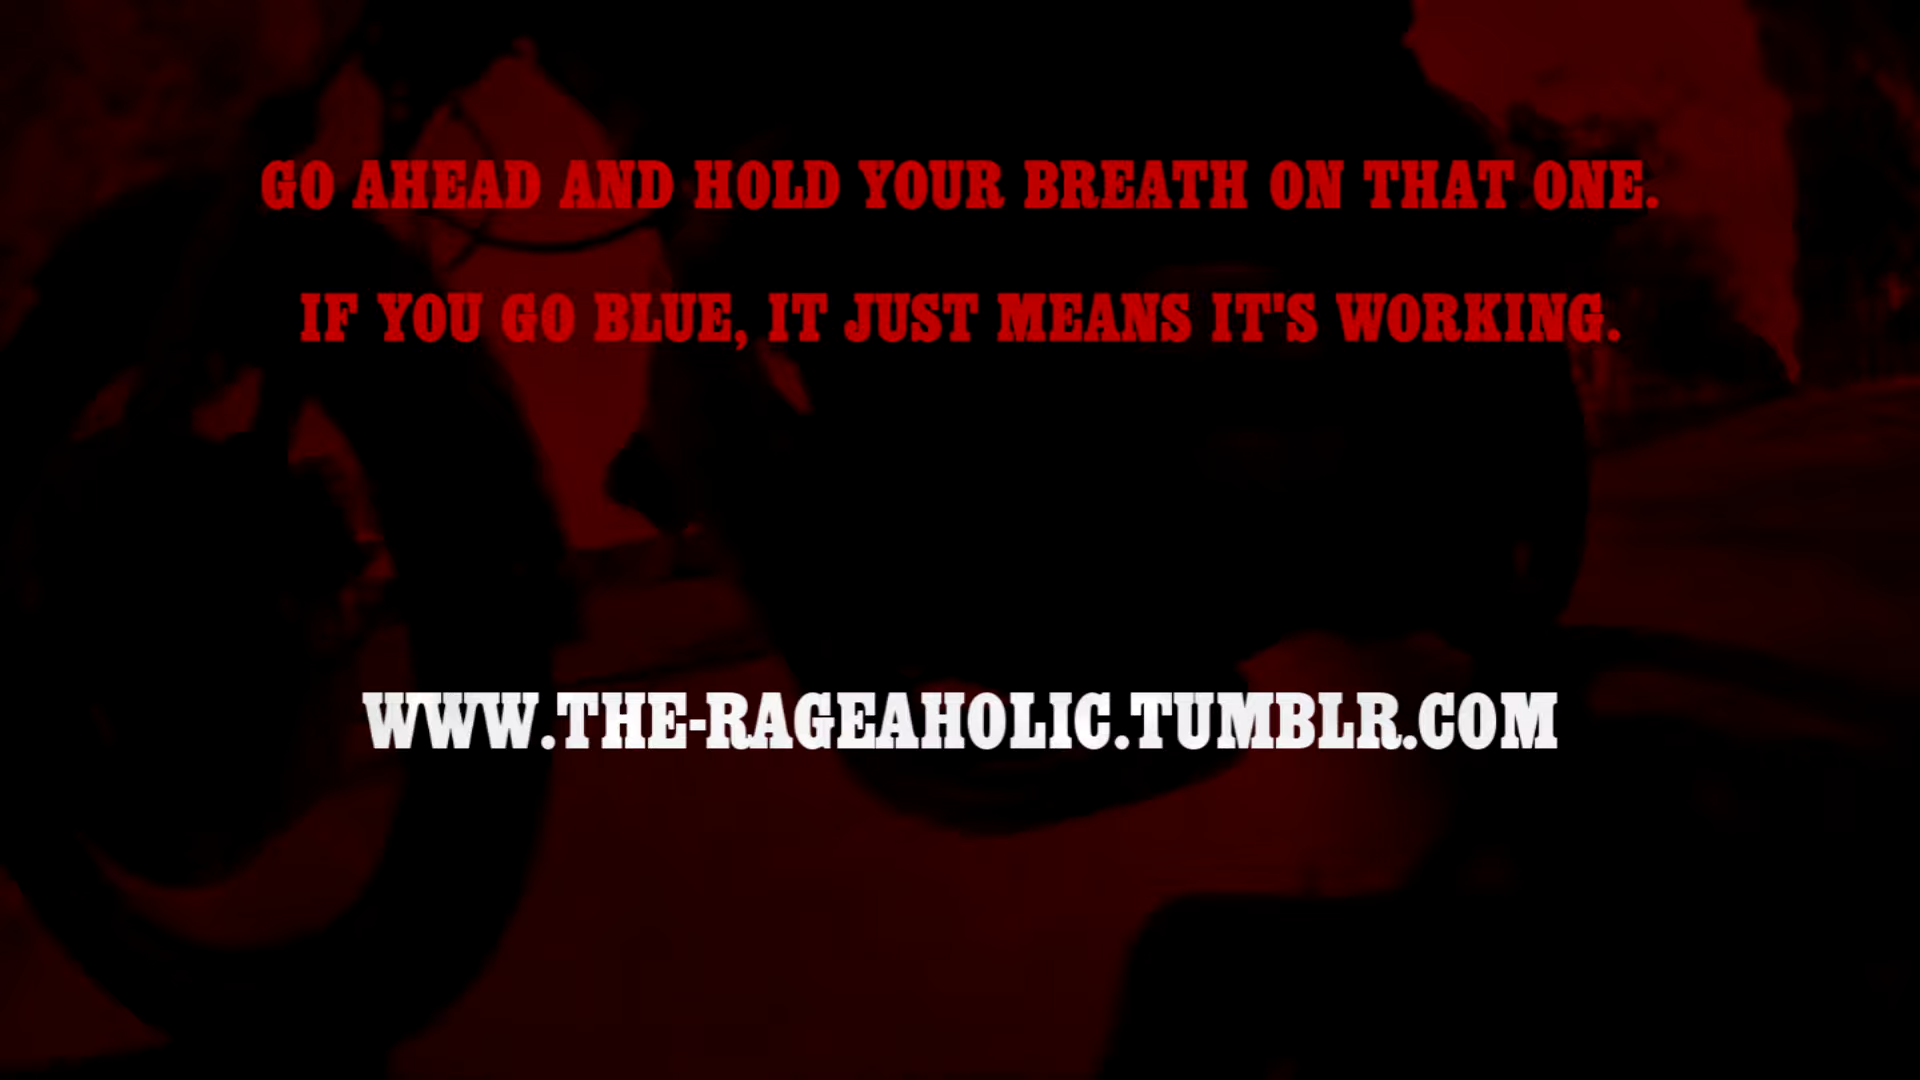 GO AHEAD AND HOLD YOUR BREATH ON THAT ONE.
IF YOU GO BLUE, IT JUST MEANS IT'S WORKING.
WWW.THE-RAGEAHOLIC.TUMBLR.COM